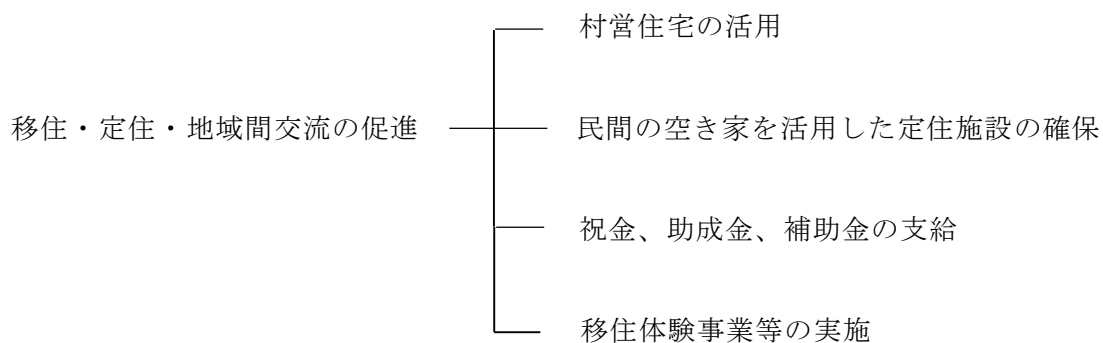 村営住宅の活用
移住・定住・地域間交流の促進
民間の空き家を活用した定住施設の確保
祝金、助成金、補助金の支給
移住体験事業等の実施